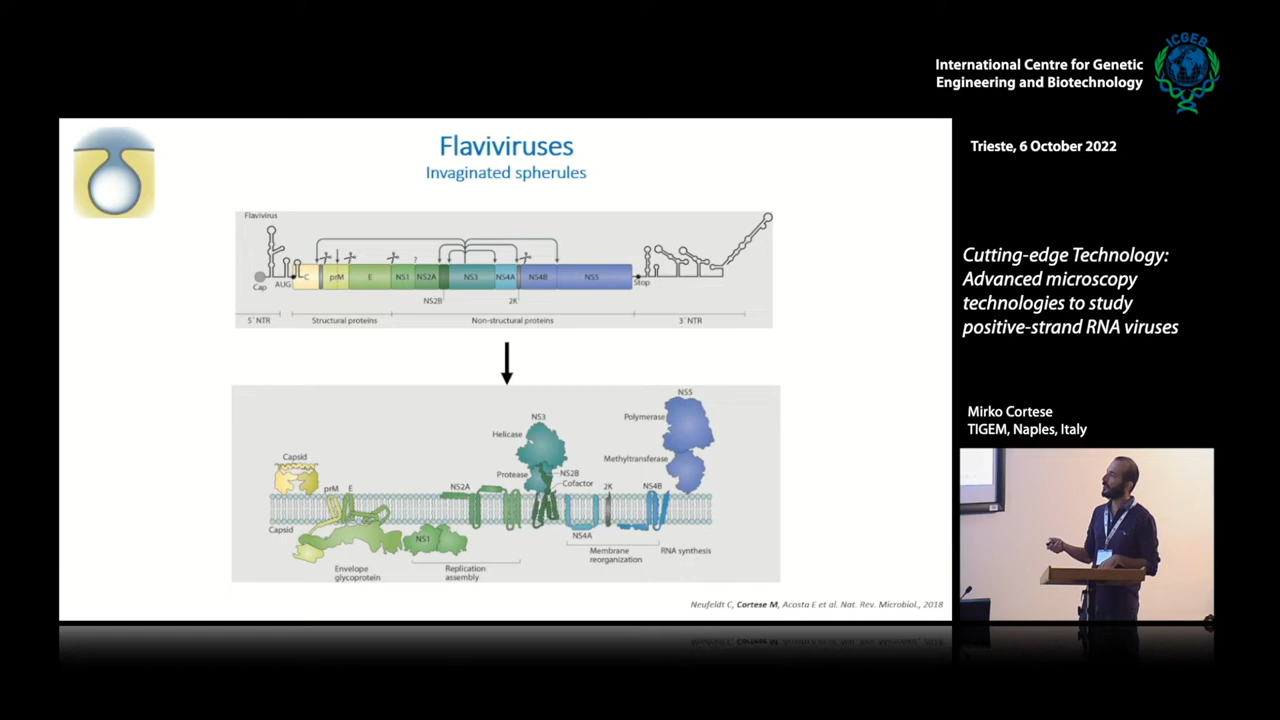 ICGEB
International Centre for Genetic
Engineering and Biotechnology
Trieste, 6 October 2022
Flaviviruses
Invaginated spherules
Flavivirus
Cap
AUG
C
prM
E
NS1
?
NS2A
NS3
NS4A
NS4B
NS5
Stop
NS2B
2K
5´NTR
Structural proteins
Non-structural proteins
3´NTR
Cutting-edge Technology:
Advanced microscopy
technologies to study
positive-strand RNA viruses
Mirko Cortese
TIGEM, Naples, Italy
NS5
NS3
Polymerase
Helicase
Capsid
Methyltransferase
Protease
NS2B
Cofactor
prM
E
NS2A
2K
NS4B
Capsid
NS1
NS4A
Membrane
reorganization
RNA synthesis
Envelope
glycoprotein
Replication
assembly
Neufeldt C, Cortese M, Acosta E et al. Nat. Rev. Microbiol., 2018